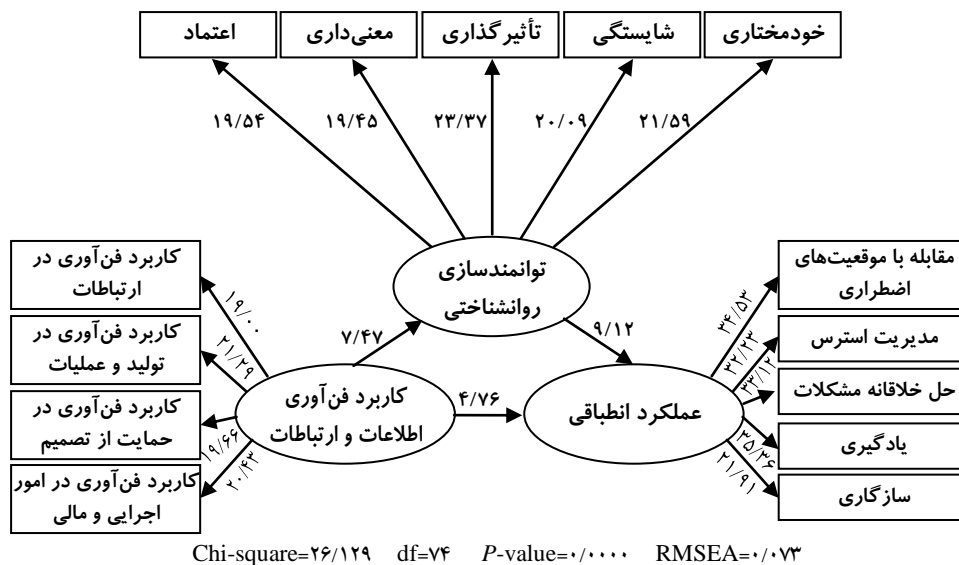 خودمختاری شایستگی تأثیرگذاری معنی‌داری اعتماد
۱۹/۵۴ ۱۹/۴۵ ۲۳/۳۷ ۲۰/۰۹ ۲۱/۵۹
توانمندسازی
روانشناختی
کاربرد فن‌آوری در
ارتباطات
کاربرد فن‌آوری در
تولید و عملیات
کاربرد فن‌آوری در
حمایت از تصمیم
کاربرد فن‌آوری در امور
اجرایی و مالی
۱۹/۰۰
۲۱/۲۹
۱۹/۶۶
۲۰/۴۳
کاربرد فن‌آوری
اطلاعات و ارتباطات
۷/۴۷
۴/۷۶
۹/۱۲
عملکرد انطباقی
۳۴/۵۳
۳۲/۲۳
۳۳/۱۲
۳۵/۳۶
۲۱/۹۱
مقابله با موقعیت‌های
اضطراری
مدیریت استرس
حل خلاقانه مشکلات
یادگیری
سازگاری
Chi-square=۲۶/۱۲۹ df=۷۴ P-value=۰/۰۰۰۰ RMSEA=۰/۰۷۳